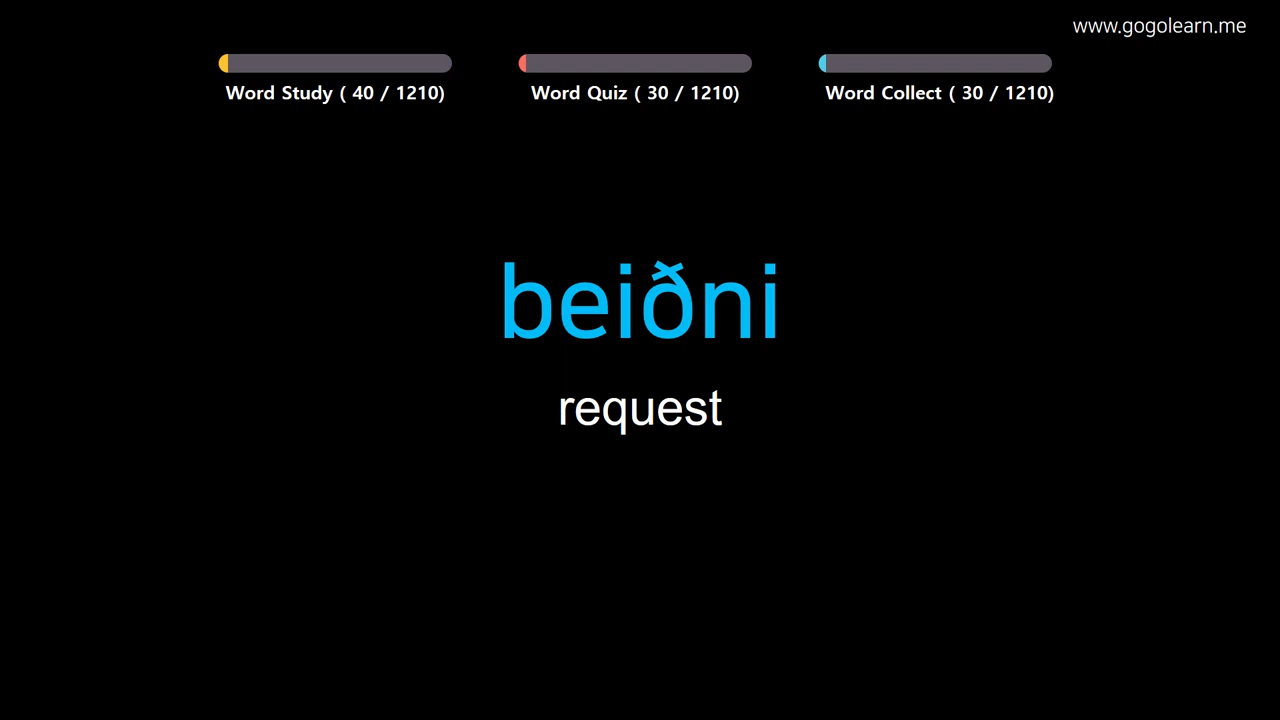 www.gogolearn.me
Word Study ( 40 / 1210)
Word Quiz ( 30 / 1210)
Word Collect ( 30 / 1210)
beiðni
request